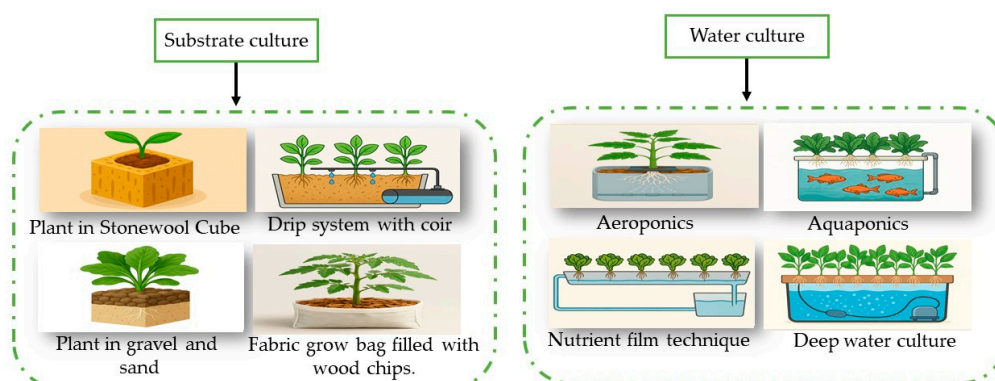 Substrate culture
Water culture
Plant in Stonewool Cube
Drip system with coir
Plant in gravel and
sand
Fabric grow bag filled with
wood chips.
Aeroponics
Aquaponics
Nutrient film technique
Deep water culture